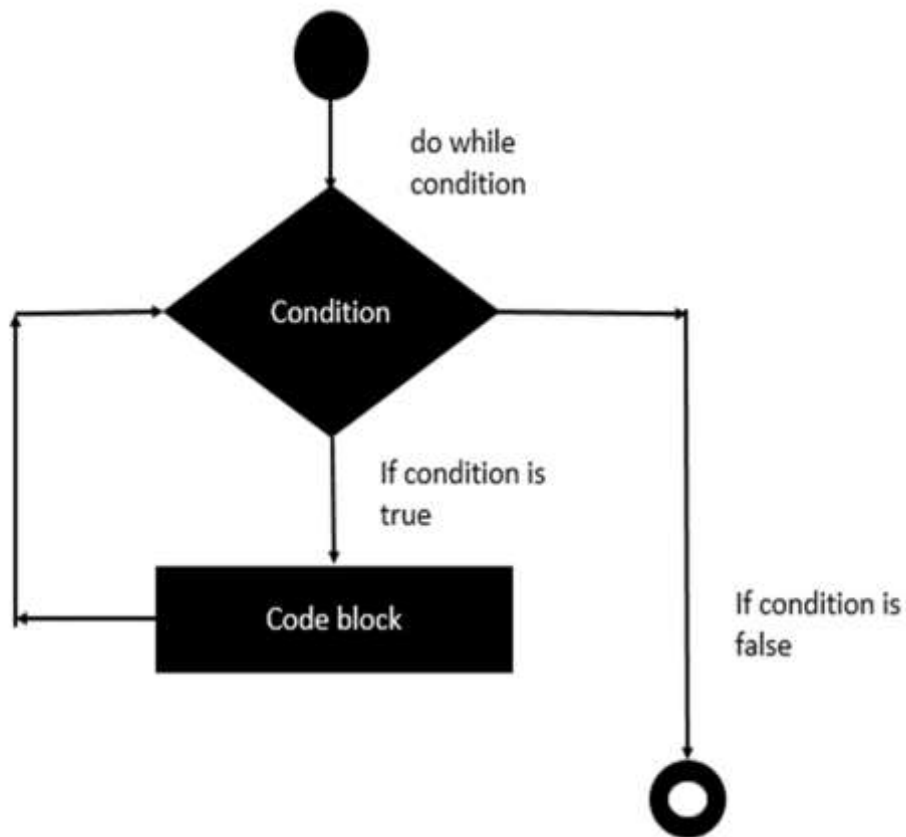 do while
condition
Condition
If condition is
true
Code block
If condition is
false